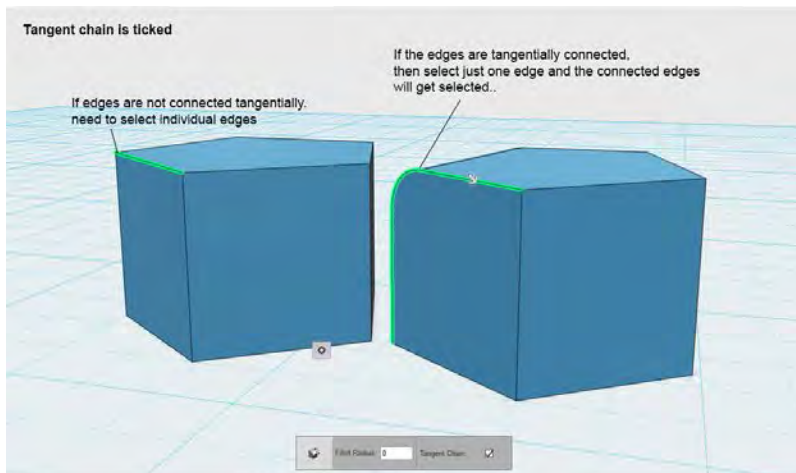 Tangent chain is ticked
If the edges are tangentially connected,
then select just one edge and the connected edges
will get selected..
If edges are not connected tangentially.
need to select individual edges
Fillet Radius: 0 Tangent Chain: